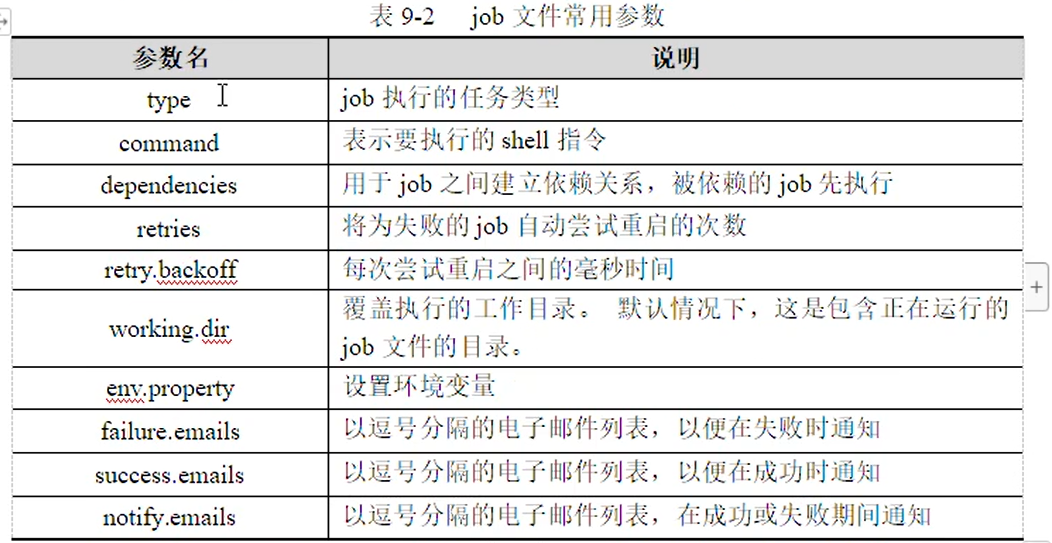 表 9-2 job 文件常用参数
参数名 说明
type job 执行的任务类型
command 表示要执行的 shell 指令
dependencies 用于 job 之间建立依赖关系，被依赖的 job 先执行
retries 将为失败的 job 自动尝试重启的次数
retry.backoff 每次尝试重启之间的毫秒时间
working.dir 覆盖执行的工作目录。 默认情况下，这是包含正在运行的
job 文件的目录。
env.property 设置环境变量
failure.emails 以逗号分隔的电子邮件列表，以便在失败时通知
success.emails 以逗号分隔的电子邮件列表，以便在成功时通知
notify.emails 以逗号分隔的电子邮件列表，在成功或失败期间通知